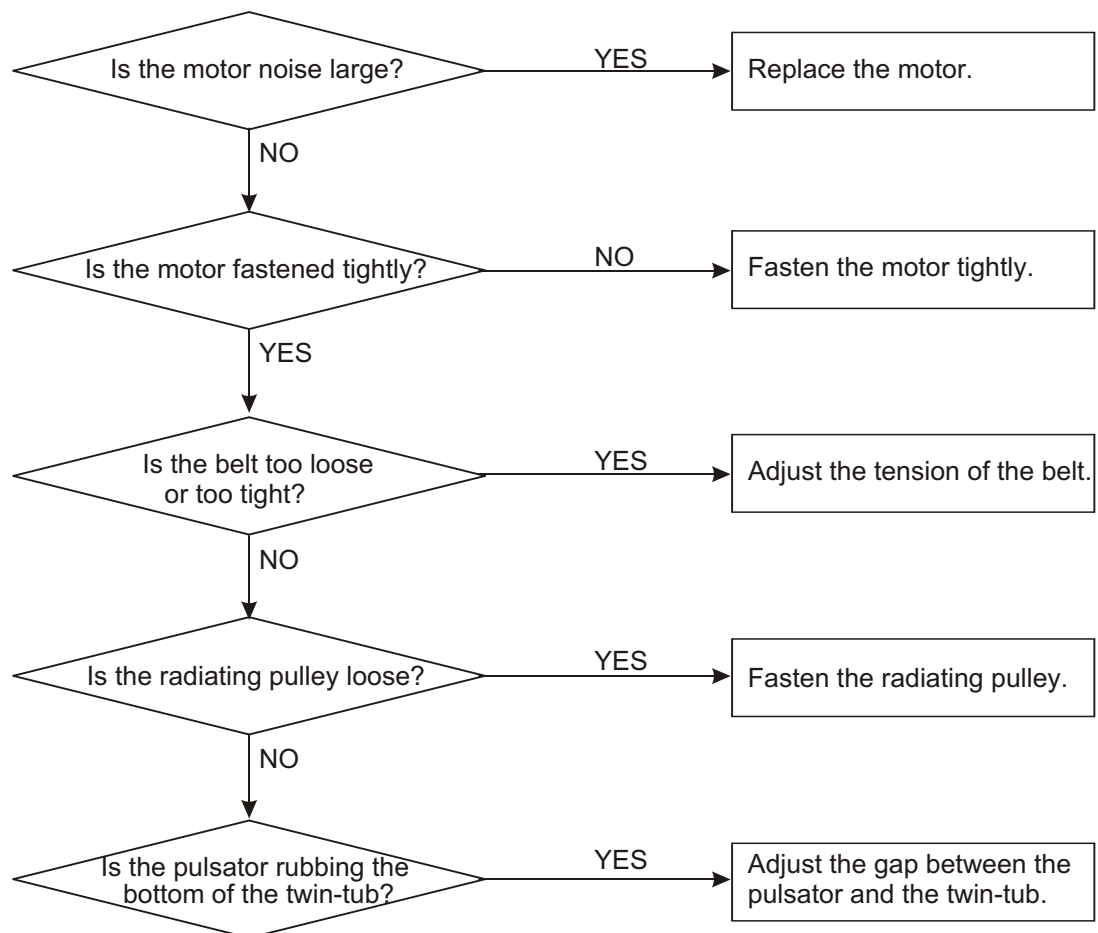 Is the motor noise large?
YES
Replace the motor.
NO
Is the motor fastened tightly?
NO
Fasten the motor tightly.
YES
Is the belt too loose
or too tight?
YES
Adjust the tension of the belt.
NO
Is the radiating pulley loose?
YES
Fasten the radiating pulley.
NO
Is the pulsator rubbing the
bottom of the twin-tub?
YES
Adjust the gap between the
pulsator and the twin-tub.